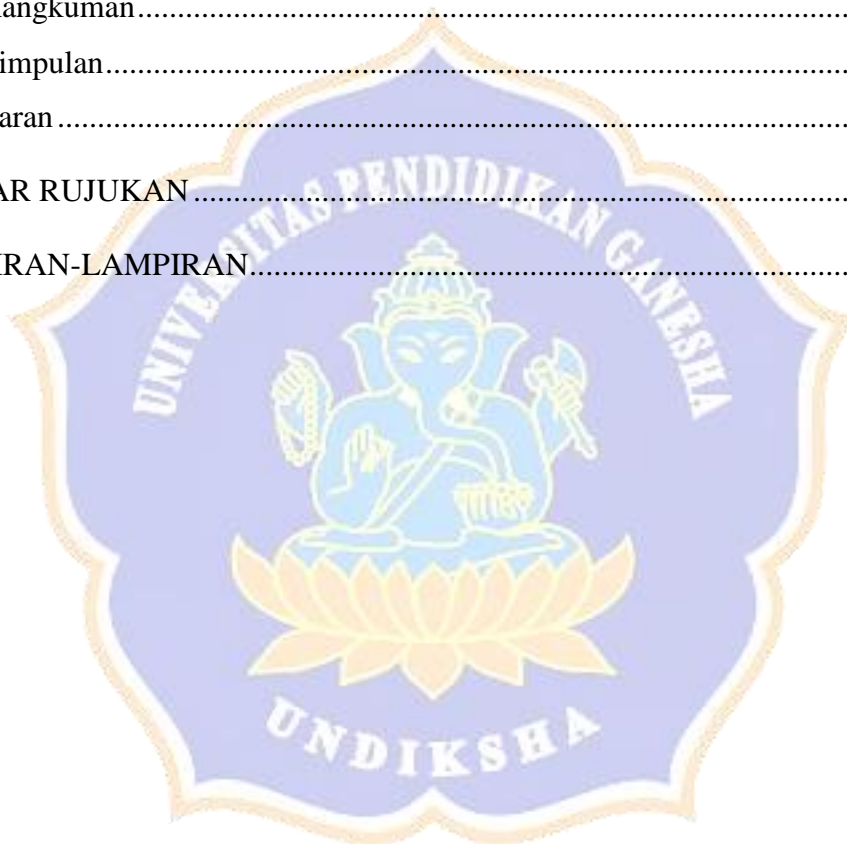 angkuman................................................................................................
impulan....................................................................................................
aran ..........................................................................................................
AR RUJUKAN ........................................................................................
IRAN-LAMPIRAN.................................................................................
UNIVERSITAS PENDIDIKAN GANESHA
UNDIKSHA